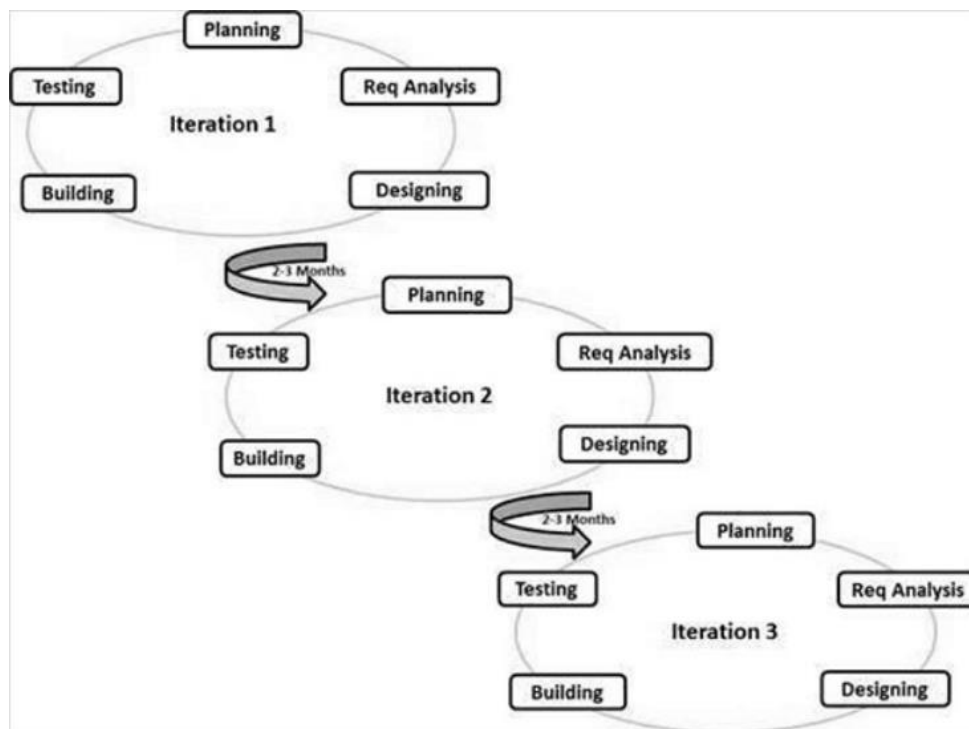 Planning
Testing
Req Analysis
Iteration 1
Building
Designing
2-3 Months
Planning
Testing
Req Analysis
Iteration 2
Building
Designing
2-3 Months
Planning
Testing
Req Analysis
Iteration 3
Building
Designing